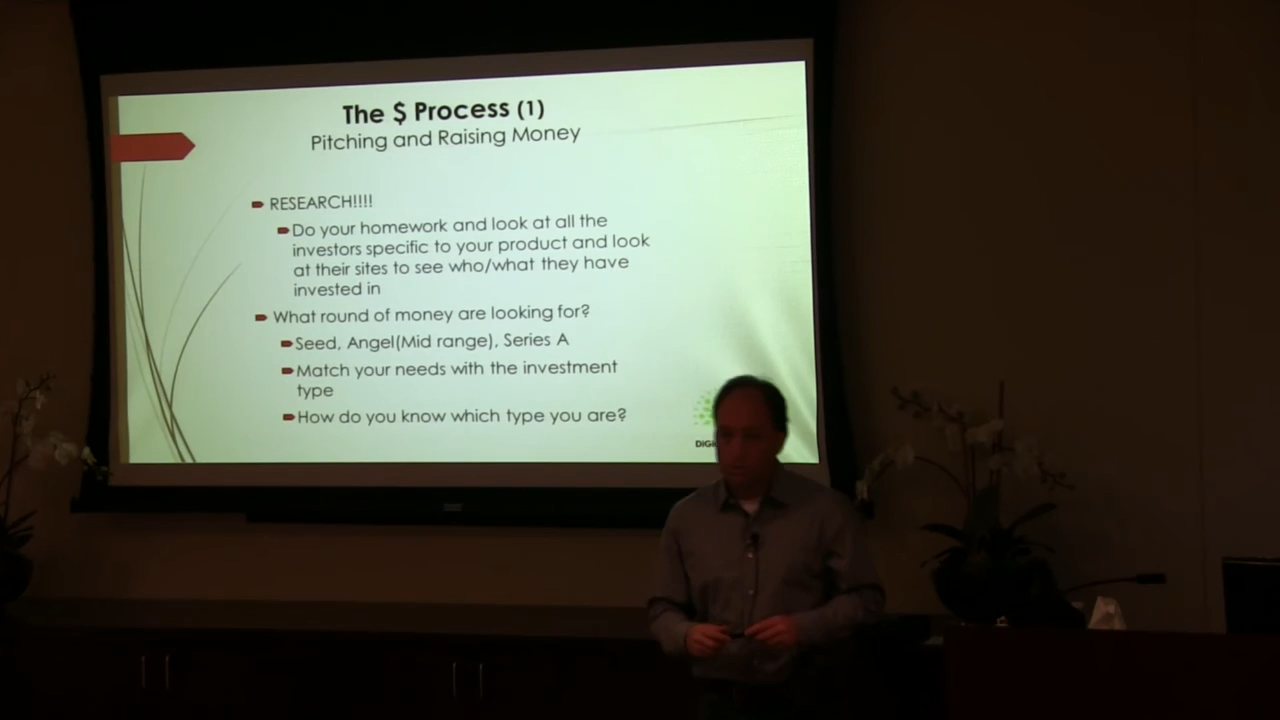 The $ Process (1)
Pitching and Raising Money
RESEARCH!!!!
Do your homework and look at all the
investors specific to your product and look
at their sites to see who/what they have
invested in
What round of money are looking for?
Seed, Angel(Mid range), Series A
Match your needs with the investment
type
How do you know which type you are?